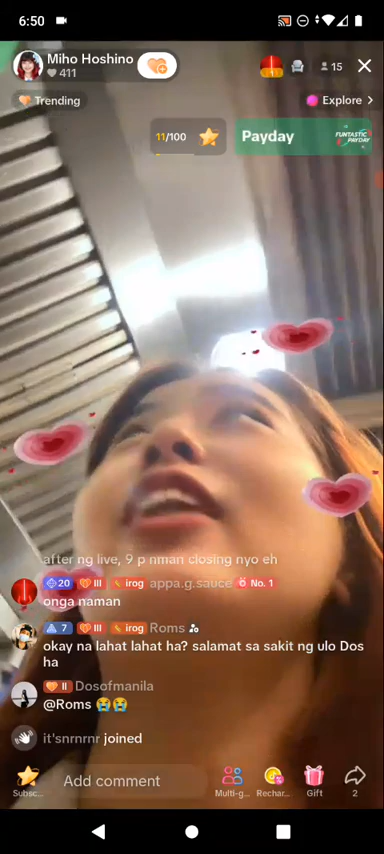 6:50
Miho Hoshino
411
15
Trending
Explore >
11/100
Payday
FUNTASTIC PAYDAY
after ng live, 9 p nman closing nyo eh
20 III irog appa.g.sauce No. 1
onga naman
7 III irog Roms
okay na lahat lahat ha? salamat sa sakit ng ulo Dos
ha
II Dosofmanila
@Roms 😭😭
it'snrnrnr joined
Add comment
Subsc... Multi-g... Rechar... Gift 2